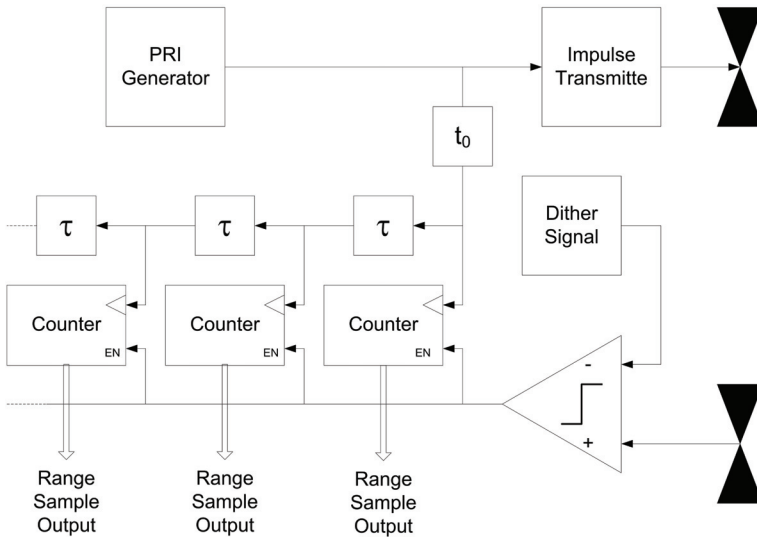 PRI
Generator
Impulse
Transmitte
t0
τ
τ
τ
Dither
Signal
Counter
EN
Counter
EN
Counter
EN
-
+
Range
Sample
Output
Range
Sample
Output
Range
Sample
Output